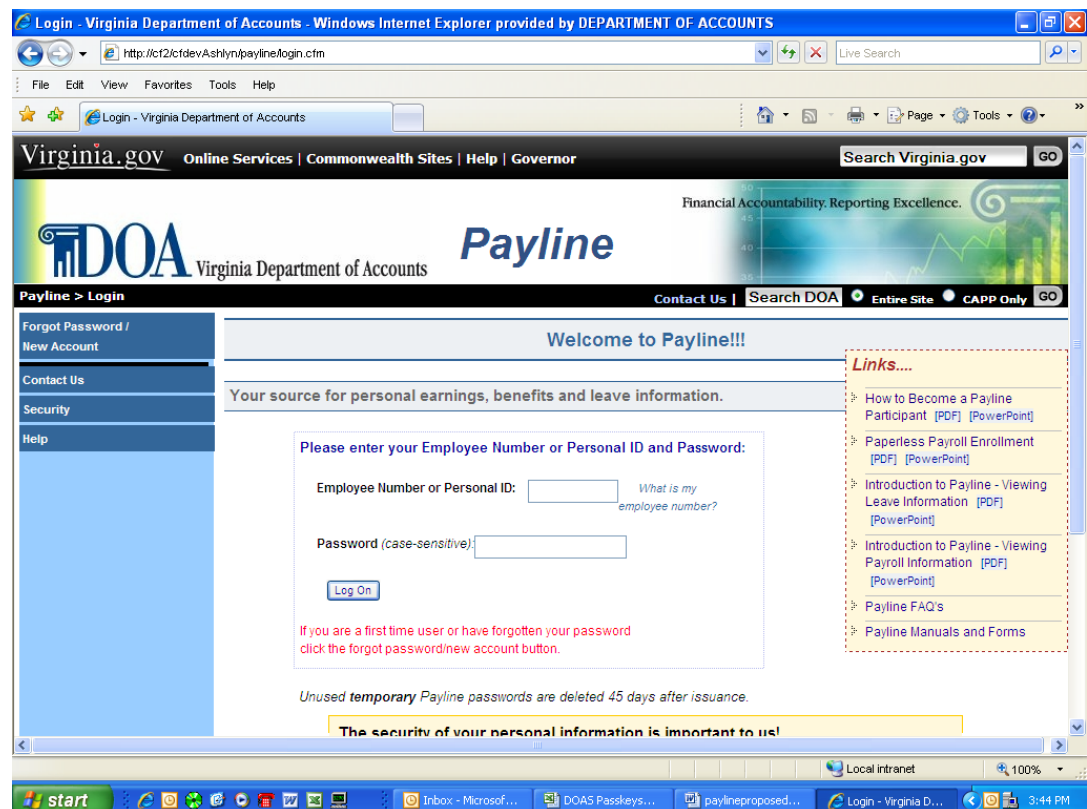 Login - Virginia Department of Accounts - Windows Internet Explorer provided by DEPARTMENT OF ACCOUNTS
http://cf2/cfdevAshlyn/payline/login.cfm
Live Search
File Edit View Favorites Tools Help
Login - Virginia Department of Accounts
Page Tools
Virginia.gov Online Services | Commonwealth Sites | Help | Governor
Search Virginia.gov GO
Financial Accountability. Reporting Excellence.
50
45
40
35
DOA Virginia Department of Accounts
Payline
Payline > Login
Contact Us | Search DOA Entire Site CAPP Only GO
Forgot Password /
New Account
Contact Us
Security
Help
Welcome to Payline!!!
Your source for personal earnings, benefits and leave information.
Please enter your Employee Number or Personal ID and Password:
Employee Number or Personal ID:
What is my
employee number?
Password (case-sensitive):
Log On
If you are a first time user or have forgotten your password
click the forgot password/new account button.
Unused temporary Payline passwords are deleted 45 days after issuance.
The security of your personal information is important to us!
Links....
How to Become a Payline
Participant [PDF] [PowerPoint]
Paperless Payroll Enrollment
[PDF] [PowerPoint]
Introduction to Payline - Viewing
Leave Information [PDF]
[PowerPoint]
Introduction to Payline - Viewing
Payroll Information [PDF]
[PowerPoint]
Payline FAQ's
Payline Manuals and Forms
Local intranet
100%
start
Inbox - Microsof...
DOAS Passkeys...
paylineproposed...
Login - Virginia D...
3:44 PM